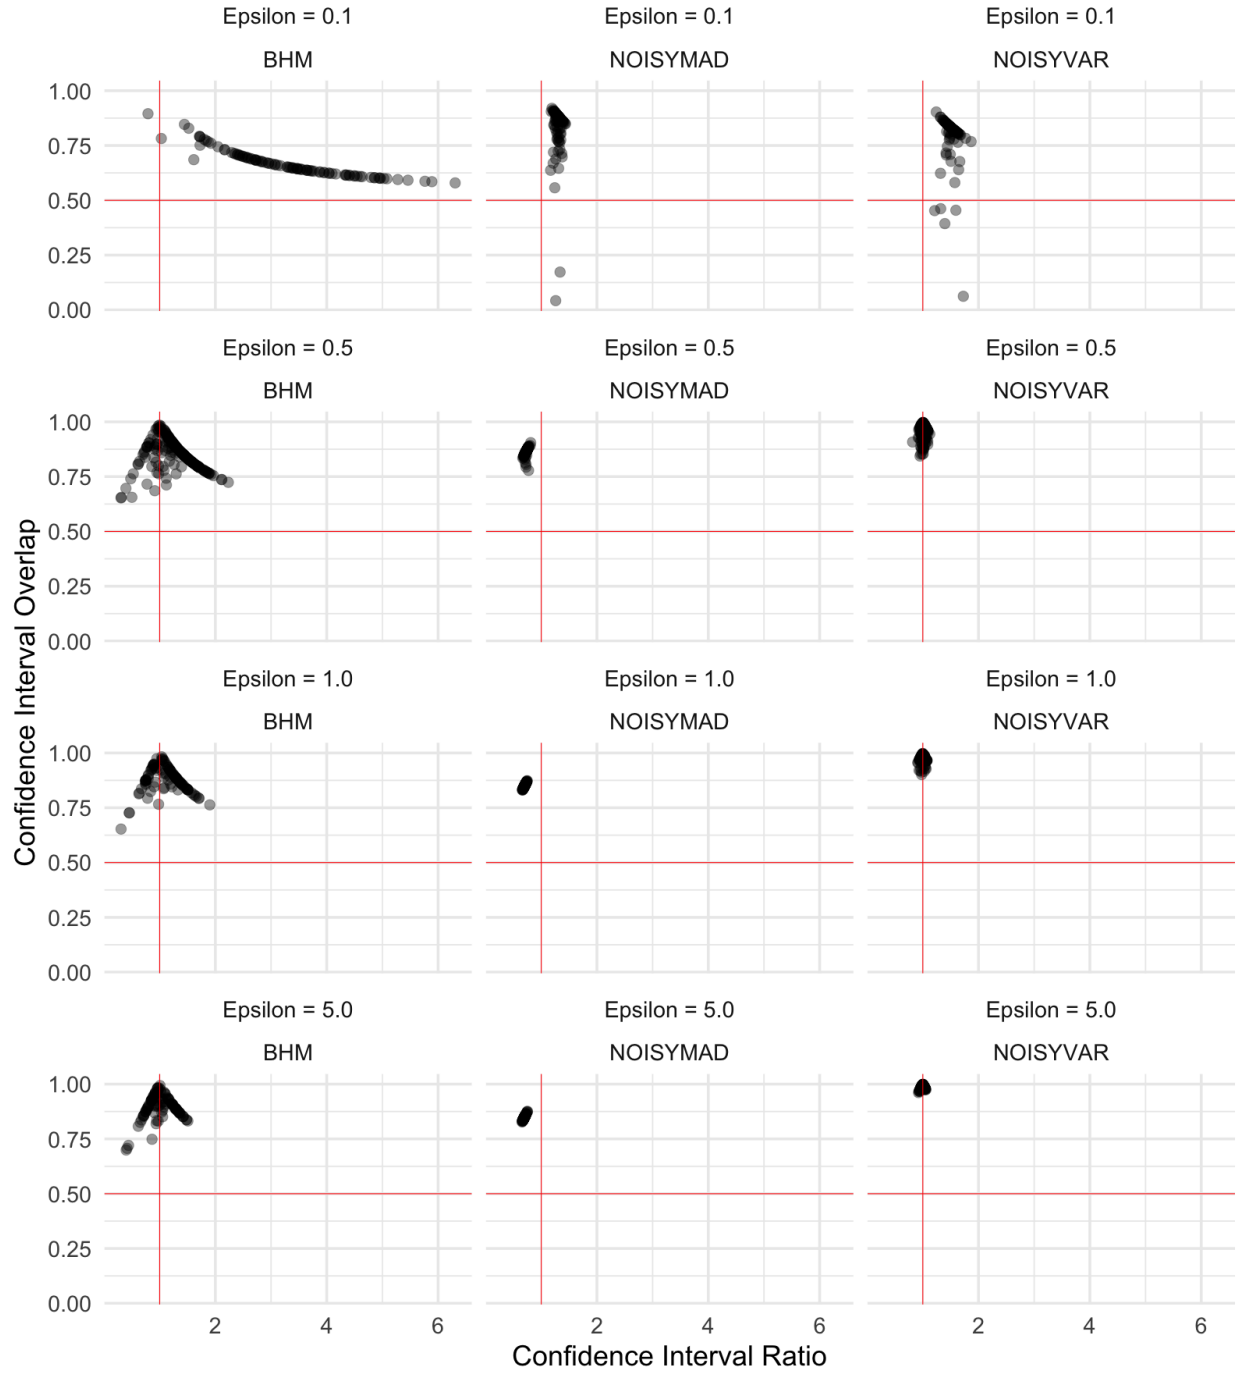 Epsilon = 0.1 Epsilon = 0.1 Epsilon = 0.1
BHM NOISYMAD NOISYVAR
1.00
0.75
0.50
0.25
0.00
Epsilon = 0.5 Epsilon = 0.5 Epsilon = 0.5
BHM NOISYMAD NOISYVAR
1.00
0.75
0.50
0.25
0.00
Confidence Interval Overlap
Epsilon = 1.0 Epsilon = 1.0 Epsilon = 1.0
BHM NOISYMAD NOISYVAR
1.00
0.75
0.50
0.25
0.00
Epsilon = 5.0 Epsilon = 5.0 Epsilon = 5.0
BHM NOISYMAD NOISYVAR
1.00
0.75
0.50
0.25
0.00
2 4 6 2 4 6 2 4 6
Confidence Interval Ratio